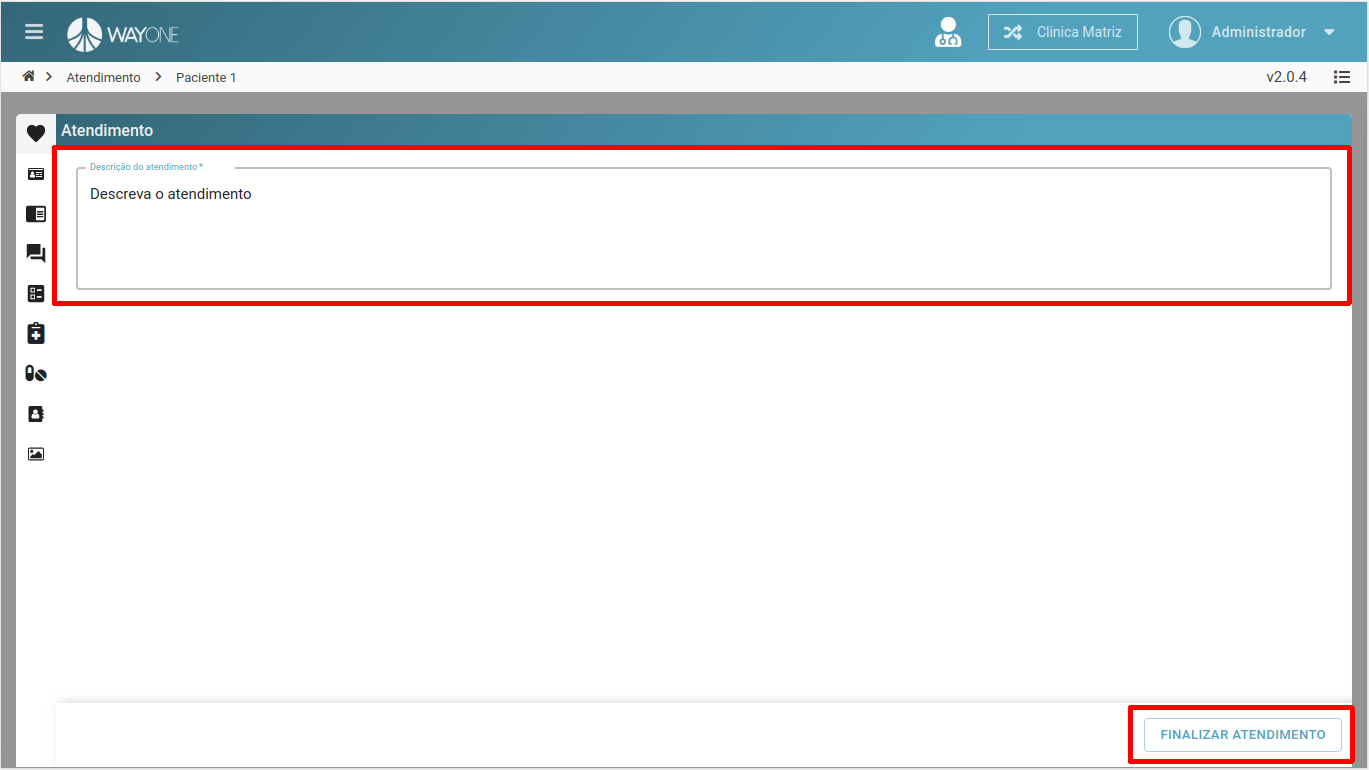 WAYONE
Clinica Matriz
Administrador
Atendimento
Paciente 1
v2.0.4
Atendimento
Descrição do atendimento *
Descreva o atendimento
FINALIZAR ATENDIMENTO